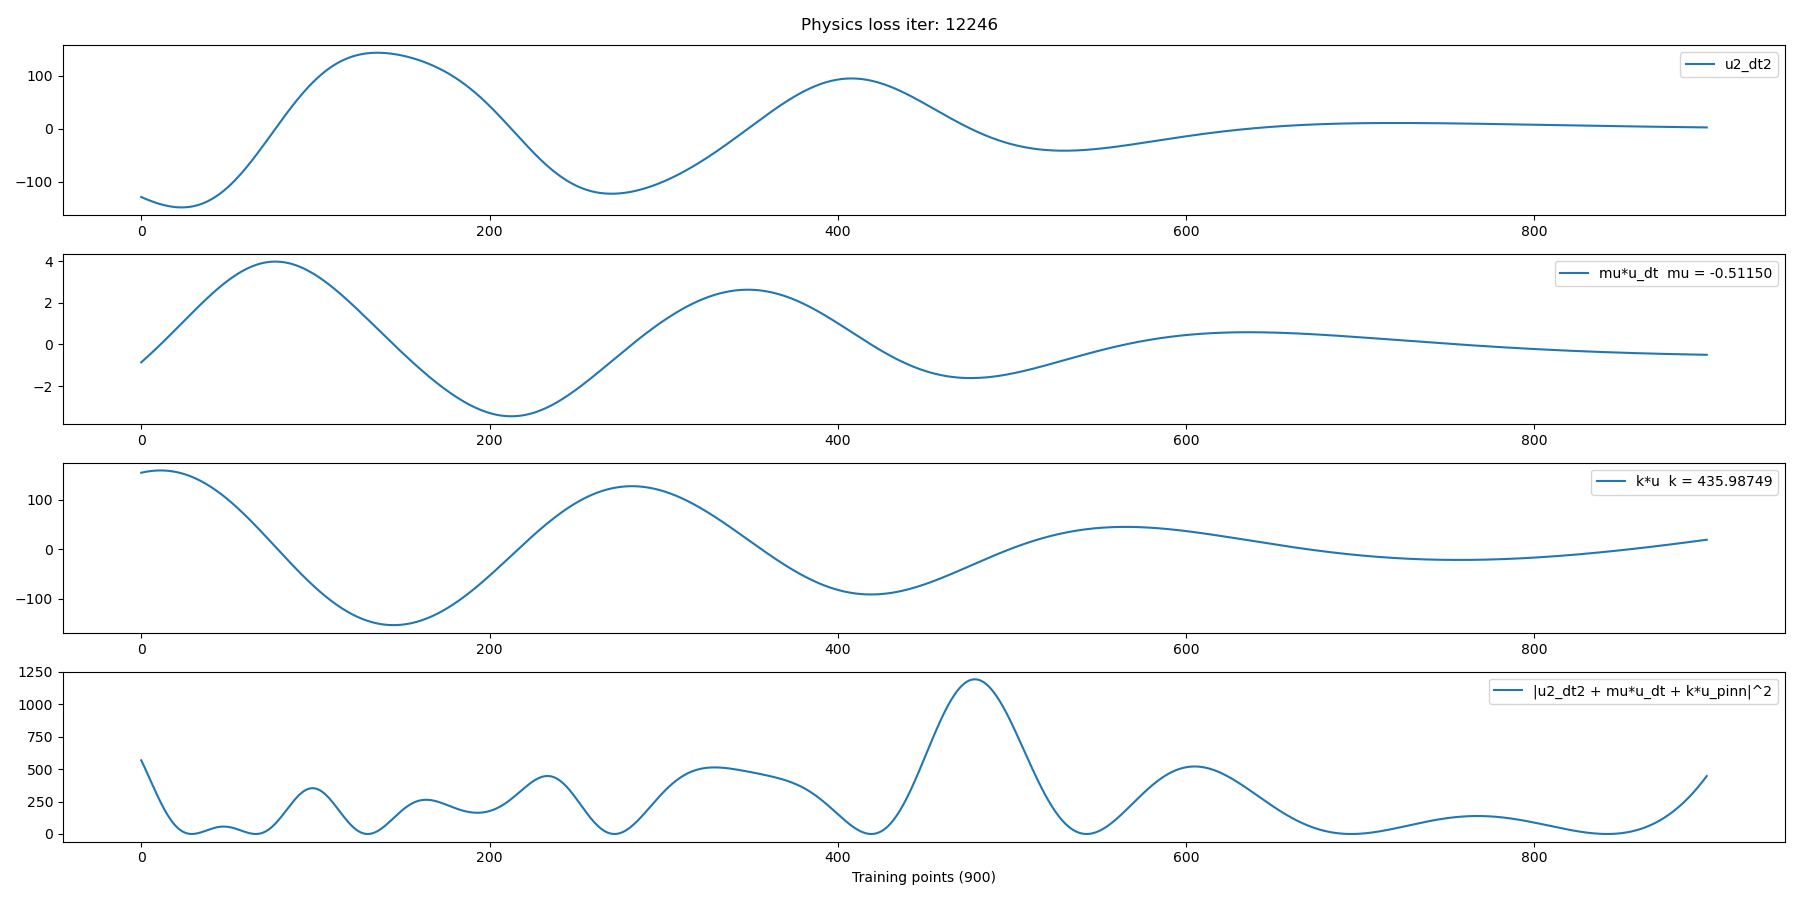 Physics loss iter: 12246
u2_dt2
100
0
−100
0 200 400 600 800
mu*u_dt  mu = -0.51150
4
2
0
−2
0 200 400 600 800
k*u  k = 435.98749
100
0
−100
0 200 400 600 800
|u2_dt2 + mu*u_dt + k*u_pinn|^2
1250
1000
750
500
250
0
0 200 400 600 800
Training points (900)